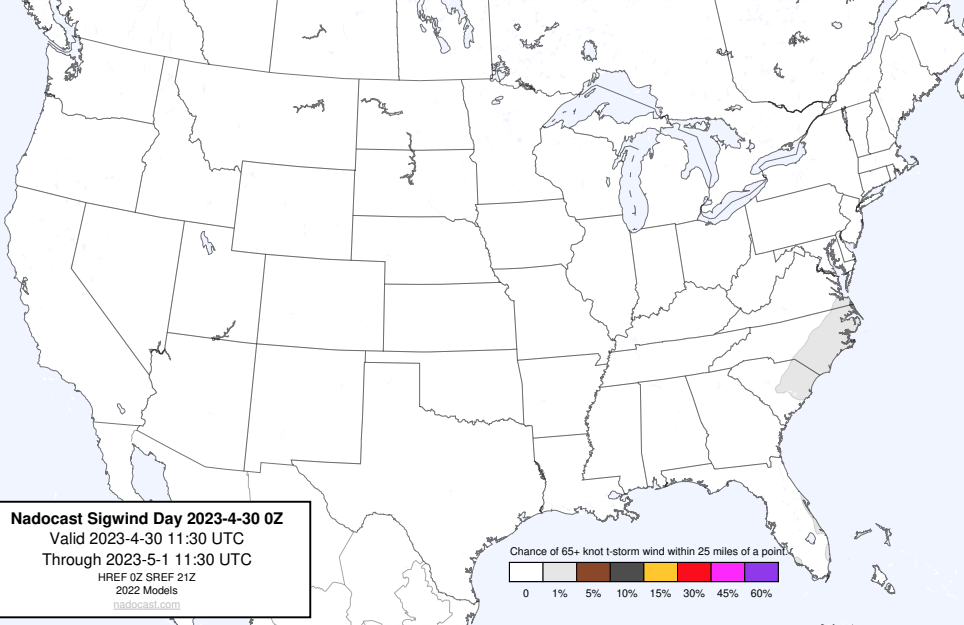 Nadocast Sigwind Day 2023-4-30 0Z
Valid 2023-4-30 11:30 UTC
Through 2023-5-1 11:30 UTC
HREF 0Z SREF 21Z
2022 Models
nadocast.com
Chance of 65+ knot t-storm wind within 25 miles of a point.
0 1% 5% 10% 15% 30% 45% 60%